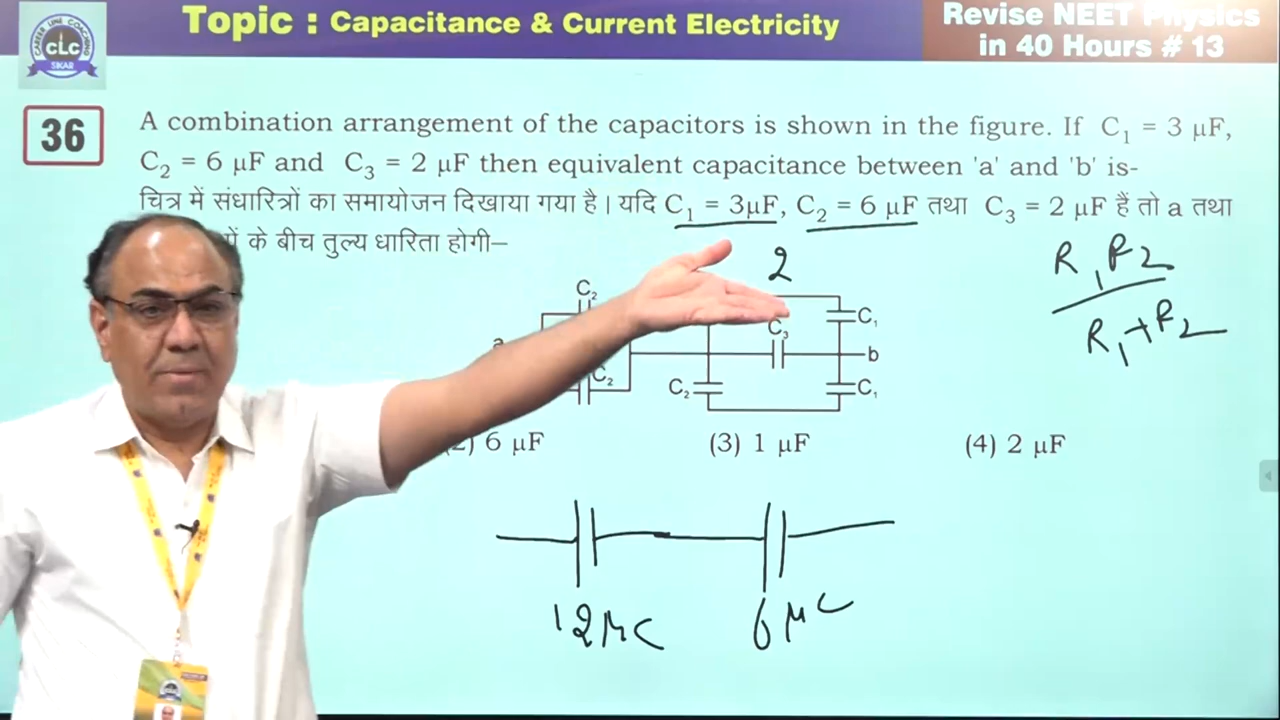 Topic : Capacitance & Current Electricity
Revise NEET Physics
in 40 Hours # 13
CAREER LINE COACHING
CLC
SIKAR
36
A combination arrangement of the capacitors is shown in the figure. If C₁ = 3 µF,
C₂ = 6 µF and C₃ = 2 µF then equivalent capacitance between 'a' and 'b' is-
चित्र में संधारित्रों का समायोजन दिखाया गया है। यदि C₁ = 3µF, C₂ = 6 µF तथा C₃ = 2 µF हैं तो a तथा
के बीच तुल्य धारिता होगी–
2
R₁R₂
R₁+R₂
C₂
C₁
C₃
a
b
C₂
C₂
C₁
6 µF
(3) 1 µF
(4) 2 µF
12µC
6µC